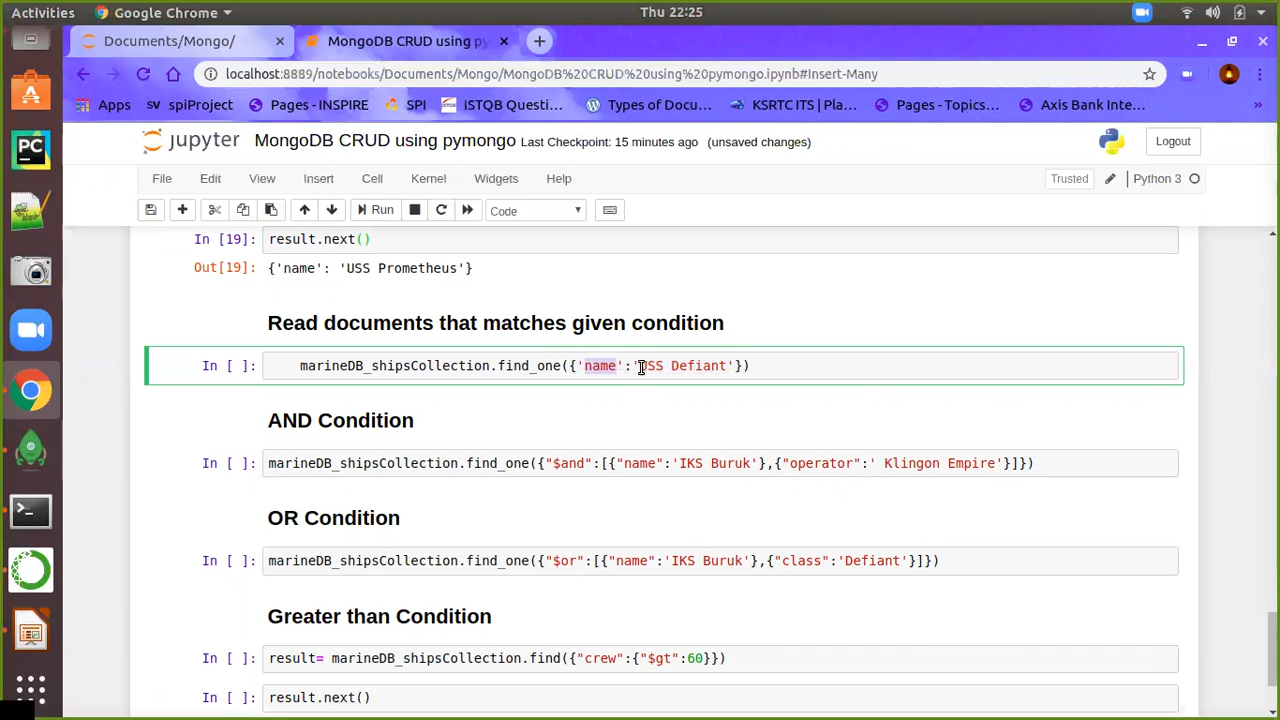 Activities Google Chrome Thu 22:25
Documents/Mongo/ MongoDB CRUD using py
localhost:8889/notebooks/Documents/Mongo/MongoDB%20CRUD%20using%20pymongo.ipynb#Insert-Many
Apps spiProject Pages - INSPIRE SPI ISTQB Questi... Types of Docu... KSRTC ITS | Pla... Pages - Topics... Axis Bank Inte... »
jupyter MongoDB CRUD using pymongo Last Checkpoint: 15 minutes ago (unsaved changes) Logout
File Edit View Insert Cell Kernel Widgets Help Trusted Python 3
Run Code
In [19]: result.next()
Out[19]: {'name': 'USS Prometheus'}
Read documents that matches given condition
In [ ]: marineDB_shipsCollection.find_one({'name':'USS Defiant'})
AND Condition
In [ ]: marineDB_shipsCollection.find_one({"$and":[{"name":'IKS Buruk'},{"operator":' Klingon Empire'}]})
OR Condition
In [ ]: marineDB_shipsCollection.find_one({"$or":[{"name":'IKS Buruk'},{"class":'Defiant'}]})
Greater than Condition
In [ ]: result= marineDB_shipsCollection.find({"crew":{"$gt":60}})
In [ ]: result.next()